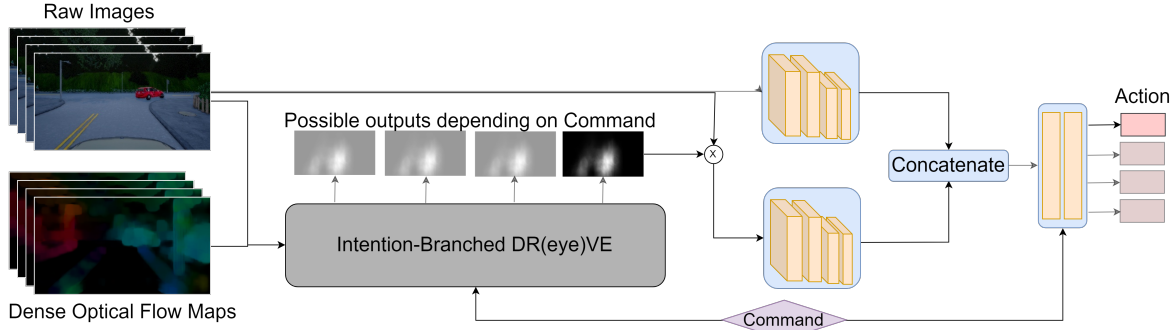 Raw Images
Action
Possible outputs depending on Command
X
Concatenate
Intention-Branched DR(eye)VE
Dense Optical Flow Maps
Command